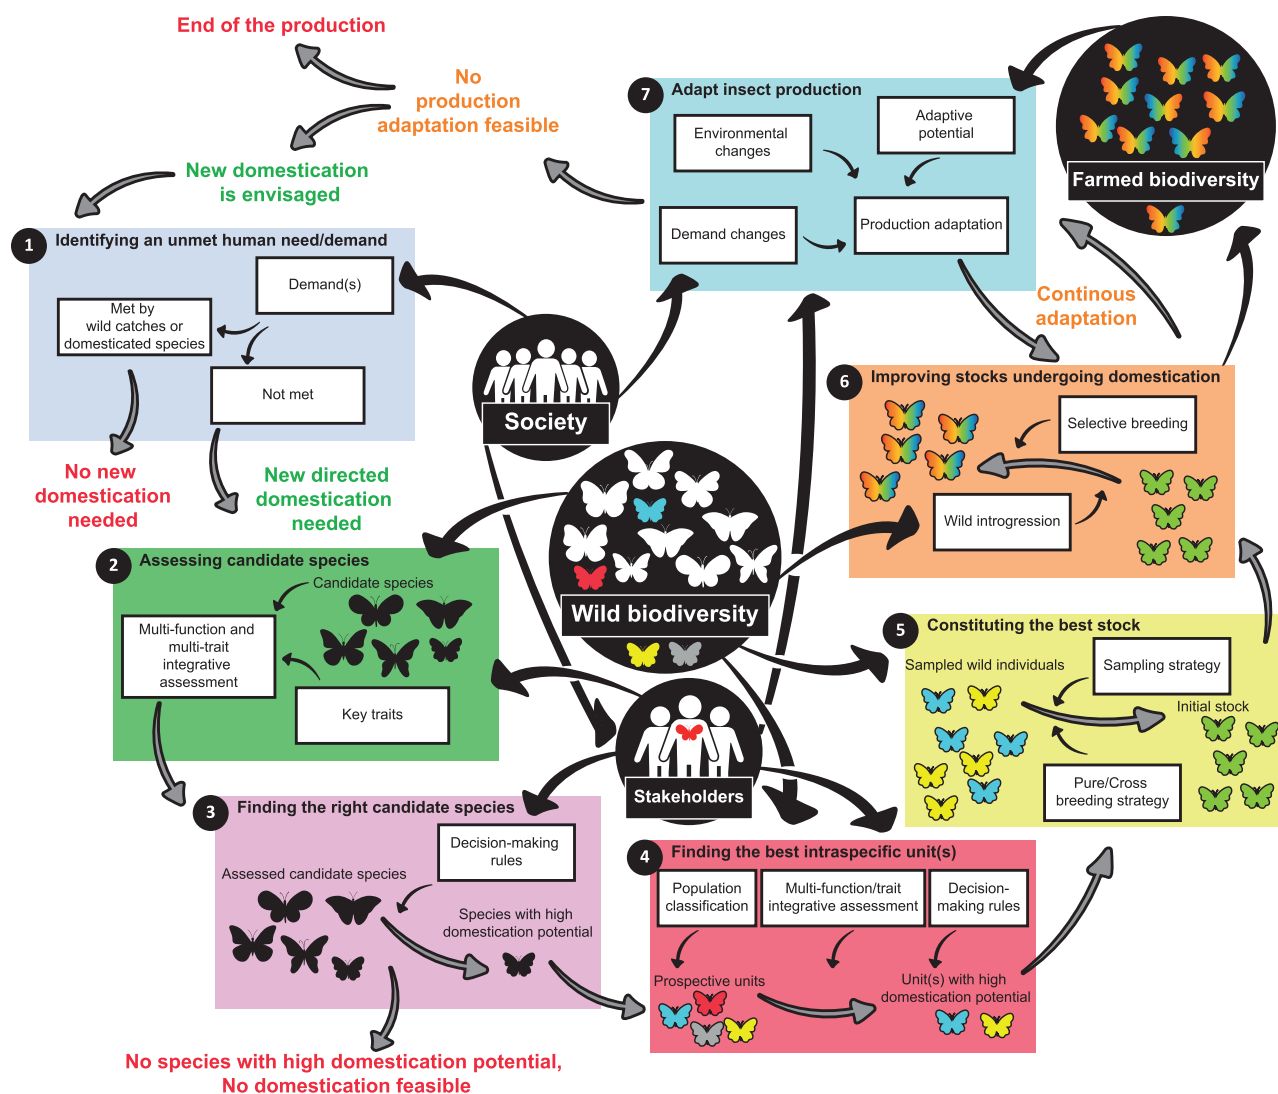 End of the production
No
production
adaptation feasible
New domestication
is envisaged
1
Identifying an unmet human need/demand
Demand(s)
Met by
wild catches or
domesticated species
Not met
No new
domestication
needed
New directed
domestication
needed
7
Adapt insect production
Environmental
changes
Adaptive
potential
Demand changes
Production adaptation
Farmed biodiversity
Continous
adaptation
Society
Wild biodiversity
Stakeholders
6
Improving stocks undergoing domestication
Selective breeding
Wild introgression
2
Assessing candidate species
Candidate species
Multi-function and
multi-trait
integrative
assessment
Key traits
5
Constituting the best stock
Sampled wild individuals
Sampling strategy
Initial stock
Pure/Cross
breeding strategy
3
Finding the right candidate species
Decision-making
rules
Assessed candidate species
Species with high
domestication potential
No species with high domestication potential,
No domestication feasible
4
Finding the best intraspecific unit(s)
Population
classification
Multi-function/trait
integrative assessment
Decision-
making rules
Prospective units
Unit(s) with high
domestication potential